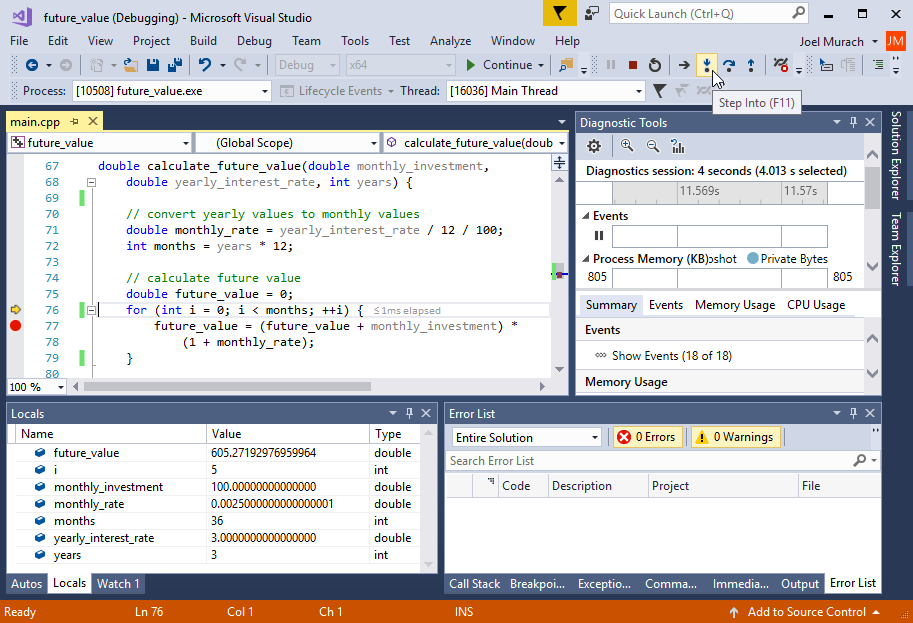 future_value (Debugging) - Microsoft Visual Studio
Quick Launch (Ctrl+Q)
File Edit View Project Build Debug Team Tools Test Analyze Window Help
Joel Murach JM
Debug x64 Continue
Process: [10508] future_value.exe Lifecycle Events Thread: [16036] Main Thread
Step Into (F11)
main.cpp
future_value (Global Scope) calculate_future_value(doub
67 double calculate_future_value(double monthly_investment,
68 double yearly_interest_rate, int years) {
69
70 // convert yearly values to monthly values
71 double monthly_rate = yearly_interest_rate / 12 / 100;
72 int months = years * 12;
73
74 // calculate future value
75 double future_value = 0;
76 for (int i = 0; i < months; ++i) { ≤1ms elapsed
77 future_value = (future_value + monthly_investment) *
78 (1 + monthly_rate);
79 }
80
100 %
Diagnostic Tools
Diagnostics session: 4 seconds (4.013 s selected)
11.569s 11.57s
Events
Process Memory (KB) oshot Private Bytes
805 805
Summary Events Memory Usage CPU Usage
Events
Show Events (18 of 18)
Memory Usage
Solution Explorer
Team Explorer
Locals
Name Value Type
future_value 605.27192976959964 double
i 5 int
monthly_investment 100.00000000000000 double
monthly_rate 0.0025000000000000001 double
months 36 int
yearly_interest_rate 3.0000000000000000 double
years 3 int
Autos Locals Watch 1
Error List
Entire Solution 0 Errors 0 Warnings
Search Error List
Code Description Project File
Call Stack Breakpoi... Exceptio... Comma... Immedia... Output Error List
Ready Ln 76 Col 1 Ch 1 INS Add to Source Control